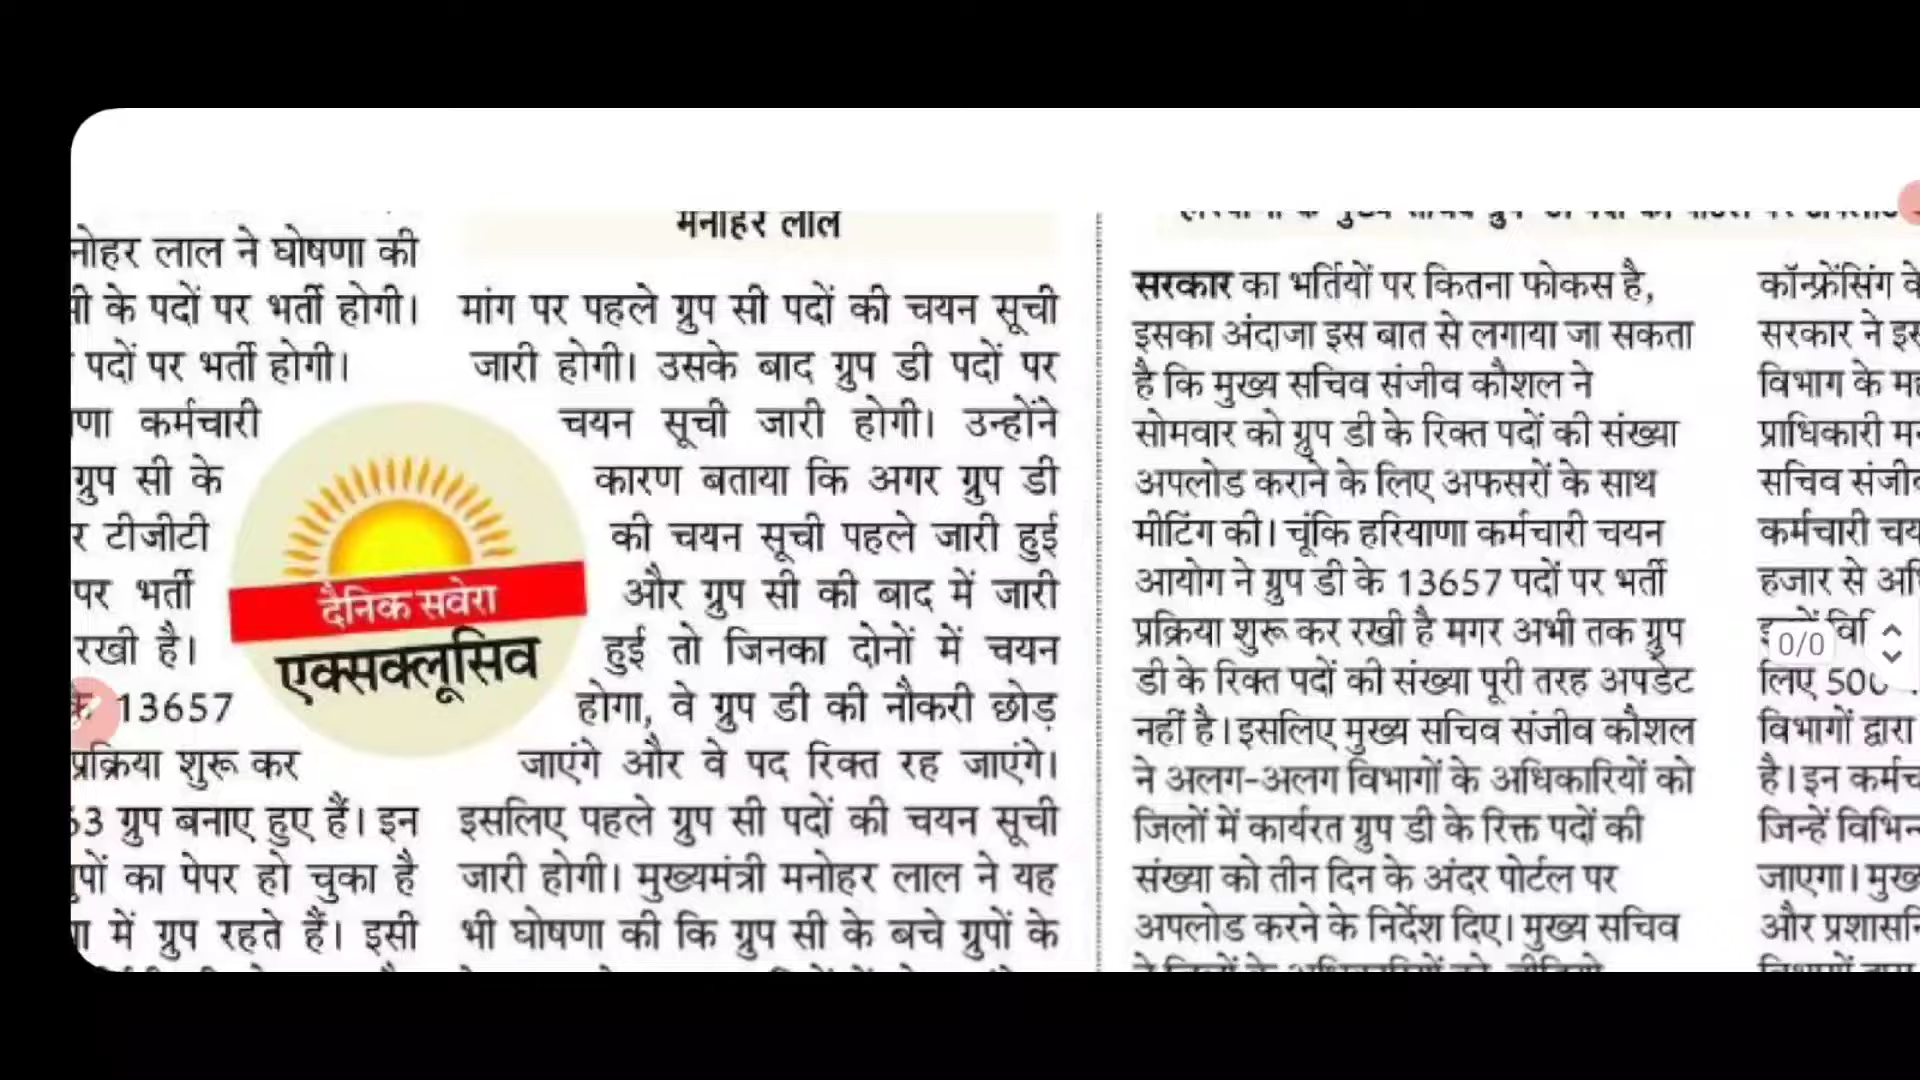 नोहर लाल ने घोषणा की
के पदों पर भर्ती होगी।
पदों पर भर्ती होगी।
कर्मचारी
ग्रुप सी के
टीजीटी
पर भर्ती
रखी है।
13657
प्रक्रिया शुरू कर
63 ग्रुप बनाए हुए हैं। इन
का पेपर हो चुका है
में ग्रुप रहते हैं। इसी
दैनिक सवेरा
एक्सक्लूसिव
मनोहर लाल
मांग पर पहले ग्रुप सी पदों की चयन सूची
जारी होगी। उसके बाद ग्रुप डी पदों पर
चयन सूची जारी होगी। उन्होंने
कारण बताया कि अगर ग्रुप डी
की चयन सूची पहले जारी हुई
और ग्रुप सी की बाद में जारी
हुई तो जिनका दोनों में चयन
होगा, वे ग्रुप डी की नौकरी छोड़
जाएंगे और वे पद रिक्त रह जाएंगे।
इसलिए पहले ग्रुप सी पदों की चयन सूची
जारी होगी। मुख्यमंत्री मनोहर लाल ने यह
भी घोषणा की कि ग्रुप सी के बचे ग्रुपों के
सरकार का भर्तियों पर कितना फोकस है,
इसका अंदाजा इस बात से लगाया जा सकता
है कि मुख्य सचिव संजीव कौशल ने
सोमवार को ग्रुप डी के रिक्त पदों की संख्या
अपलोड कराने के लिए अफसरों के साथ
मीटिंग की। चूंकि हरियाणा कर्मचारी चयन
आयोग ने ग्रुप डी के 13657 पदों पर भर्ती
प्रक्रिया शुरू कर रखी है मगर अभी तक ग्रुप
डी के रिक्त पदों की संख्या पूरी तरह अपडेट
नहीं है। इसलिए मुख्य सचिव संजीव कौशल
ने अलग-अलग विभागों के अधिकारियों को
जिलों में कार्यरत ग्रुप डी के रिक्त पदों की
संख्या को तीन दिन के अंदर पोर्टल पर
अपलोड करने के निर्देश दिए। मुख्य सचिव
कॉन्फ्रेंसिंग
सरकार ने
विभाग के
प्राधिकारी
सचिव
कर्मचारी
हजार से
0/0
लिए
विभागों द्वारा
है। इन
जिन्हें
जाएगा।
और